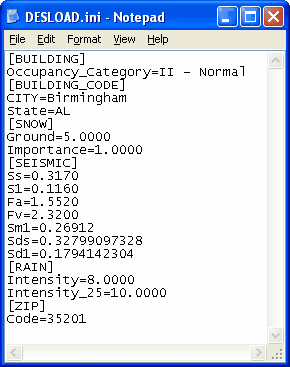 DESLOAD.ini - Notepad
File Edit Format View Help
[BUILDING]
Occupancy_Category=II - Normal
[BUILDING_CODE]
CITY=Birmingham
State=AL
[SNOW]
Ground=5.0000
Importance=1.0000
[SEISMIC]
Ss=0.3170
S1=0.1160
Fa=1.5520
Fv=2.3200
Sm1=0.26912
Sds=0.32799097328
Sd1=0.1794142304
[RAIN]
Intensity=8.0000
Intensity_25=10.0000
[ZIP]
Code=35201